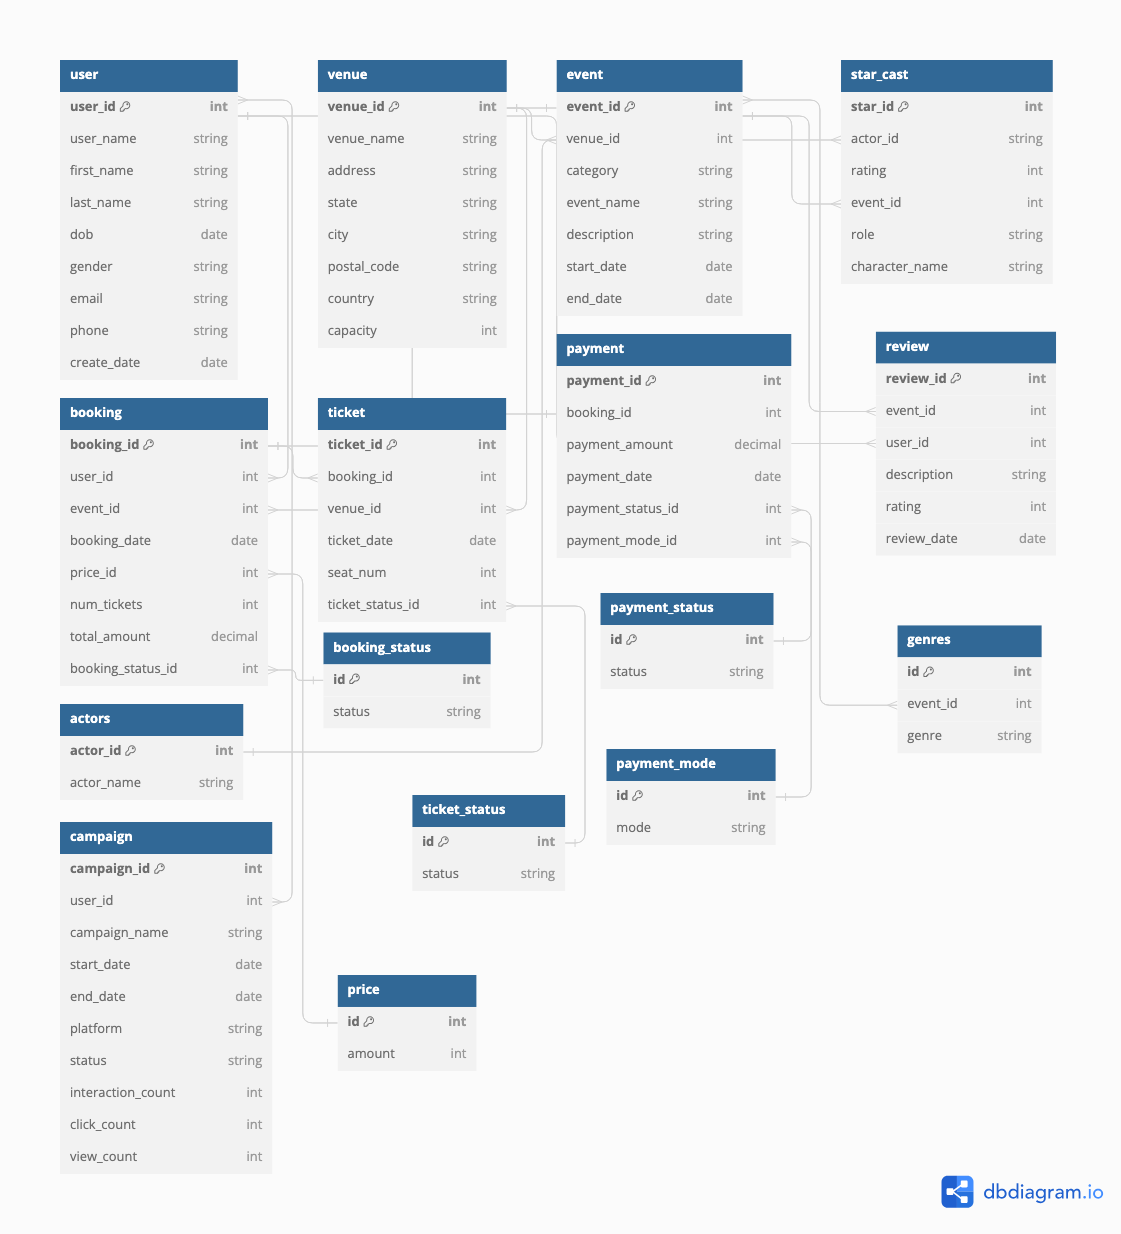 user
user_id int
user_name string
first_name string
last_name string
dob date
gender string
email string
phone string
create_date date
venue
venue_id int
venue_name string
address string
state string
city string
postal_code string
country string
capacity int
event
event_id int
venue_id int
category string
event_name string
description string
start_date date
end_date date
star_cast
star_id int
actor_id string
rating int
event_id int
role string
character_name string
payment
payment_id int
booking_id int
payment_amount decimal
payment_date date
payment_status_id int
payment_mode_id int
review
review_id int
event_id int
user_id int
description string
rating int
review_date date
booking
booking_id int
user_id int
event_id int
booking_date date
price_id int
num_tickets int
total_amount decimal
booking_status_id int
ticket
ticket_id int
booking_id int
venue_id int
ticket_date date
seat_num int
ticket_status_id int
payment_status
id int
status string
genres
id int
event_id int
genre string
booking_status
id int
status string
actors
actor_id int
actor_name string
payment_mode
id int
mode string
ticket_status
id int
status string
campaign
campaign_id int
user_id int
campaign_name string
start_date date
end_date date
platform string
status string
interaction_count int
click_count int
view_count int
price
id int
amount int
dbdiagram.io